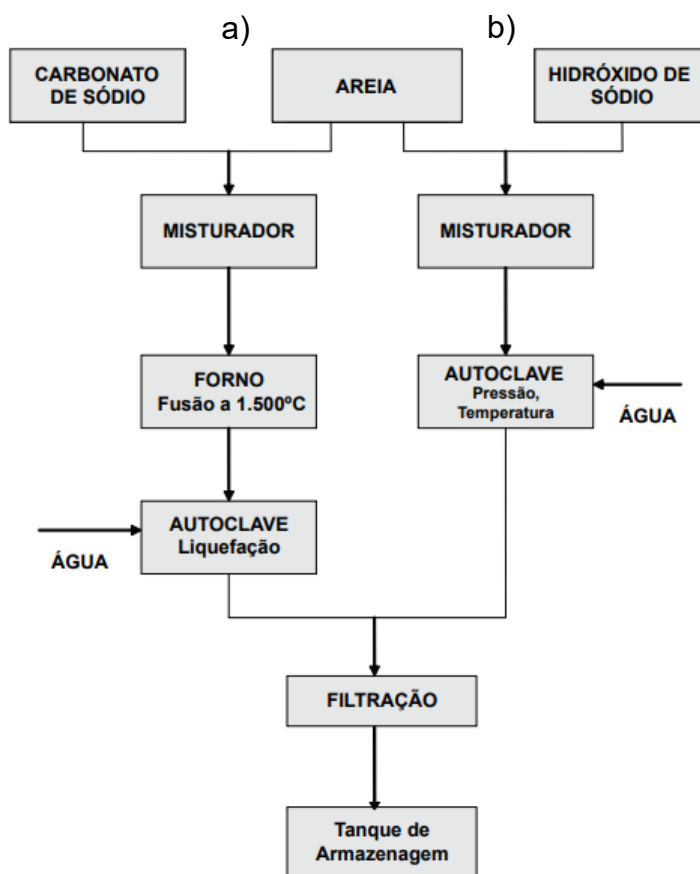 a)
b)
CARBONATO
DE SÓDIO
AREIA
HIDRÓXIDO DE
SÓDIO
MISTURADOR
MISTURADOR
FORNO
Fusão a 1.500ºC
AUTOCLAVE
Pressão,
Temperatura
ÁGUA
AUTOCLAVE
Liquefação
ÁGUA
FILTRAÇÃO
Tanque de
Armazenagem